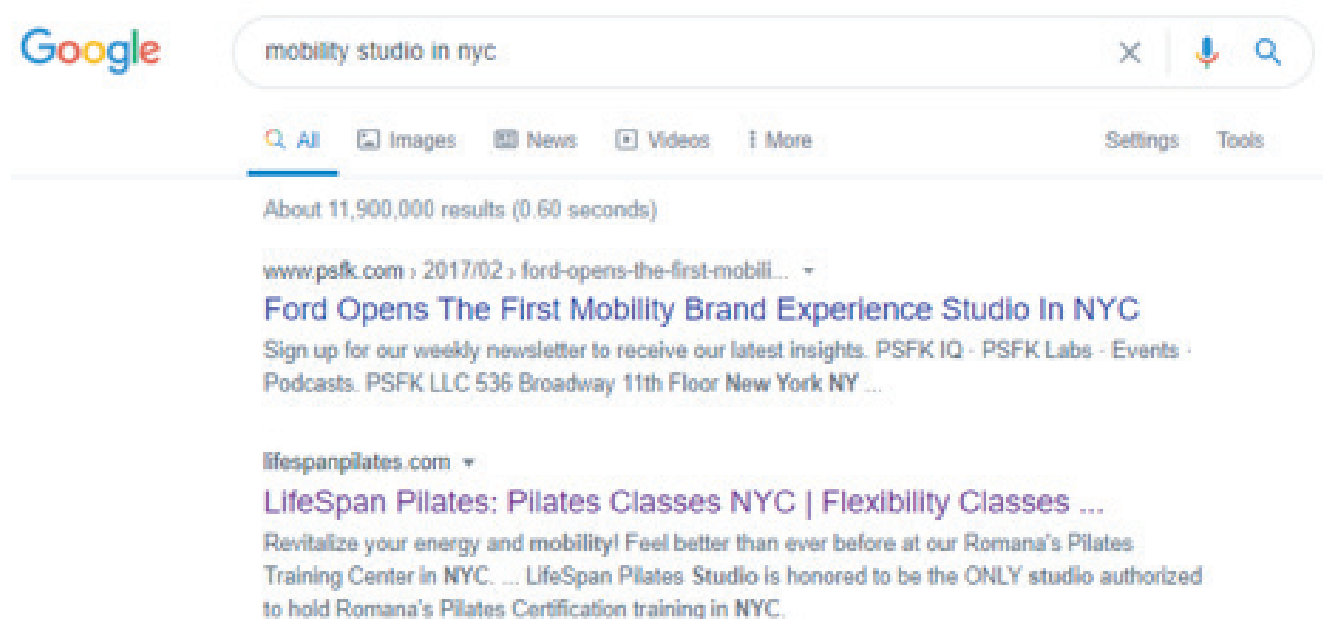 Google
mobility studio in nyc
All Images News Videos More Settings Tools
About 11,900,000 results (0.60 seconds)
www.psfk.com › 2017/02 › ford-opens-the-first-mobili...
Ford Opens The First Mobility Brand Experience Studio In NYC
Sign up for our weekly newsletter to receive our latest insights. PSFK IQ · PSFK Labs · Events ·
Podcasts. PSFK LLC 536 Broadway 11th Floor New York NY ...
lifespanpilates.com
LifeSpan Pilates: Pilates Classes NYC | Flexibility Classes ...
Revitalize your energy and mobility! Feel better than ever before at our Romana's Pilates
Training Center in NYC. ... LifeSpan Pilates Studio is honored to be the ONLY studio authorized
to hold Romana's Pilates Certification training in NYC.